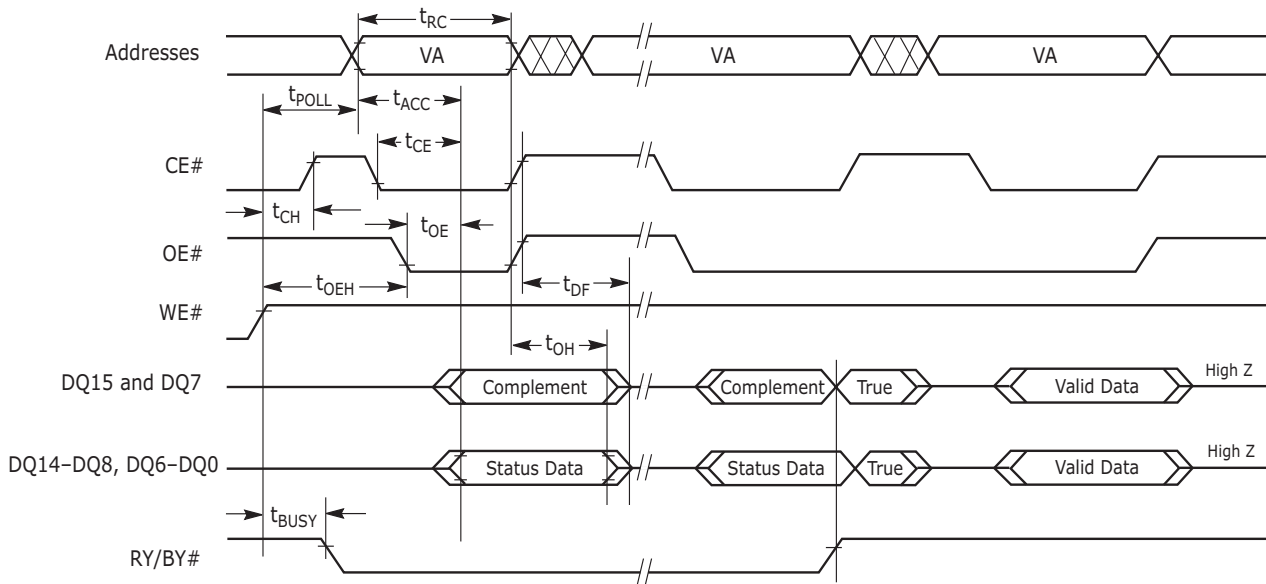 tRC
Addresses VA VA VA
tPOLL tACC
tCE
CE#
tCH
tOE
OE#
tOEH tDF
WE#
tOH
DQ15 and DQ7 Complement Complement True Valid Data High Z
DQ14–DQ8, DQ6–DQ0 Status Data Status Data True Valid Data High Z
tBUSY
RY/BY#